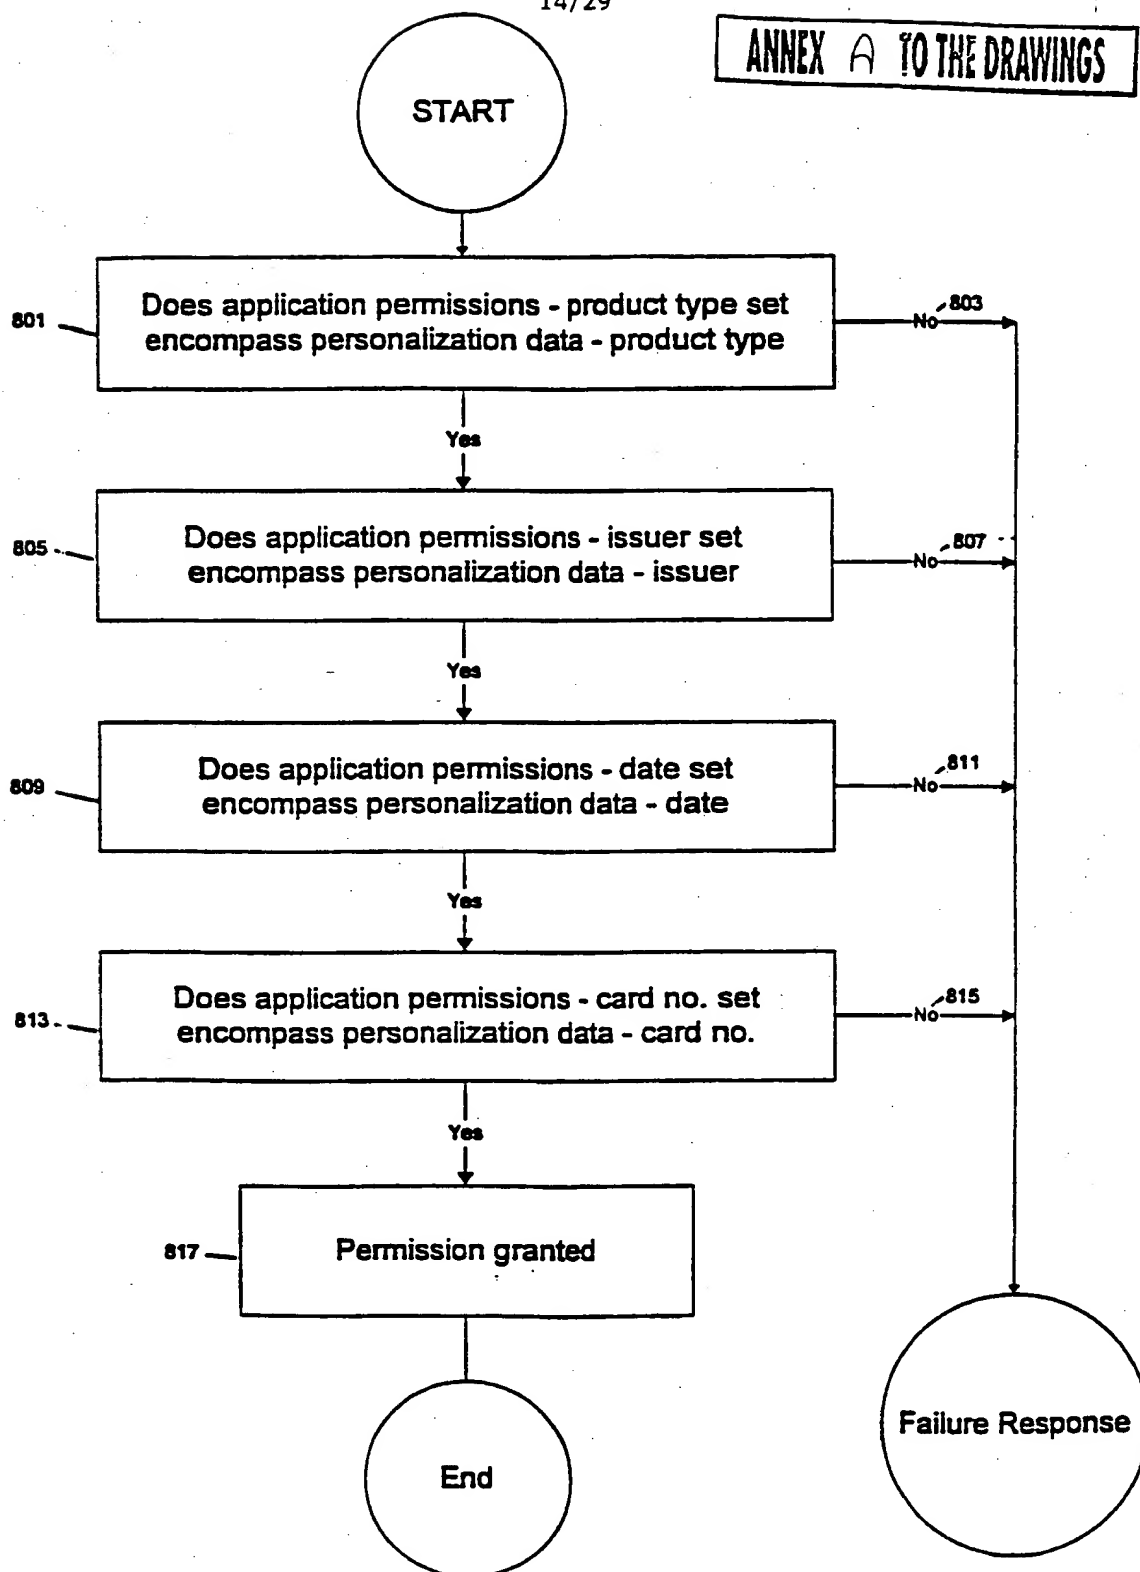 14/29
ANNEX A TO THE DRAWINGS
START
801
Does application permissions - product type set
encompass personalization data - product type
No
803
Yes
805
Does application permissions - issuer set
encompass personalization data - issuer
No
807
Yes
809
Does application permissions - date set
encompass personalization data - date
No
811
Yes
813
Does application permissions - card no. set
encompass personalization data - card no.
No
815
Yes
817
Permission granted
Failure Response
End